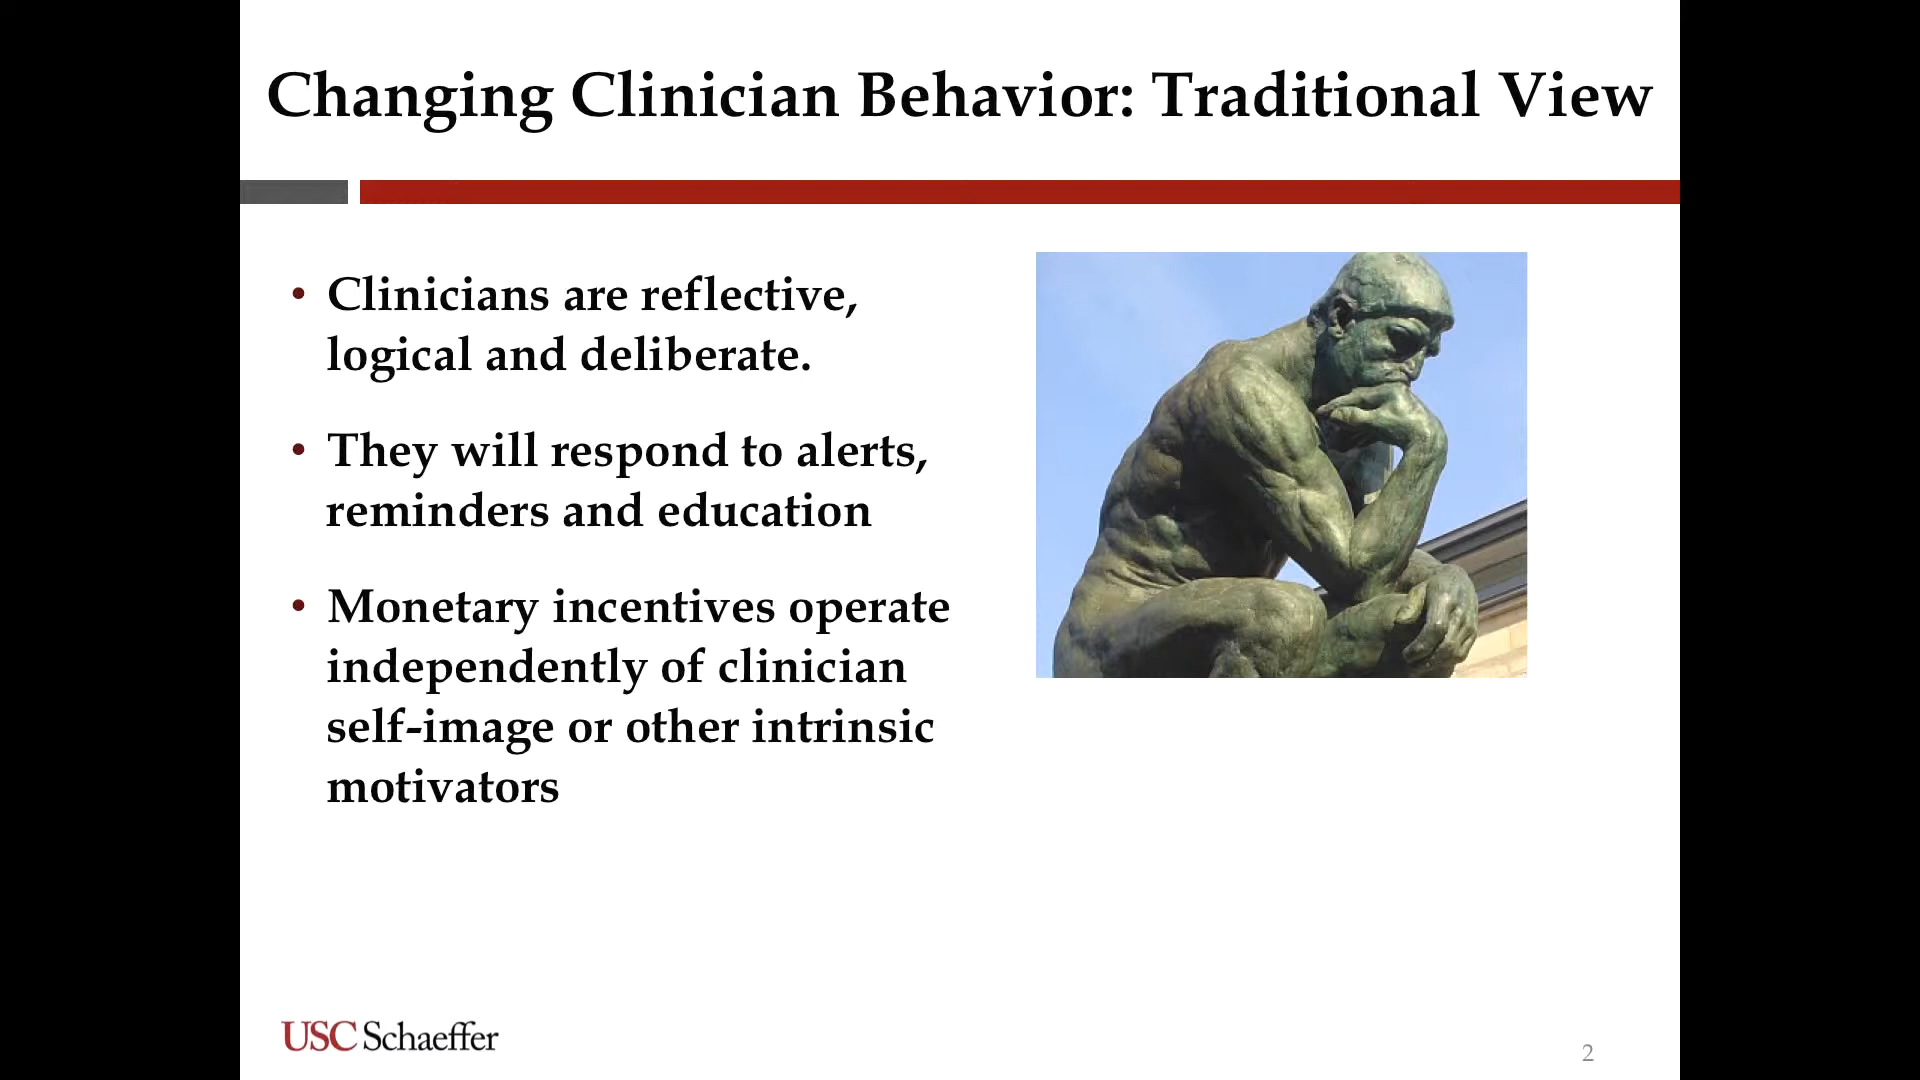 Changing Clinician Behavior: Traditional View
• Clinicians are reflective,
logical and deliberate.
• They will respond to alerts,
reminders and education
• Monetary incentives operate
independently of clinician
self-image or other intrinsic
motivators
USC Schaeffer
2